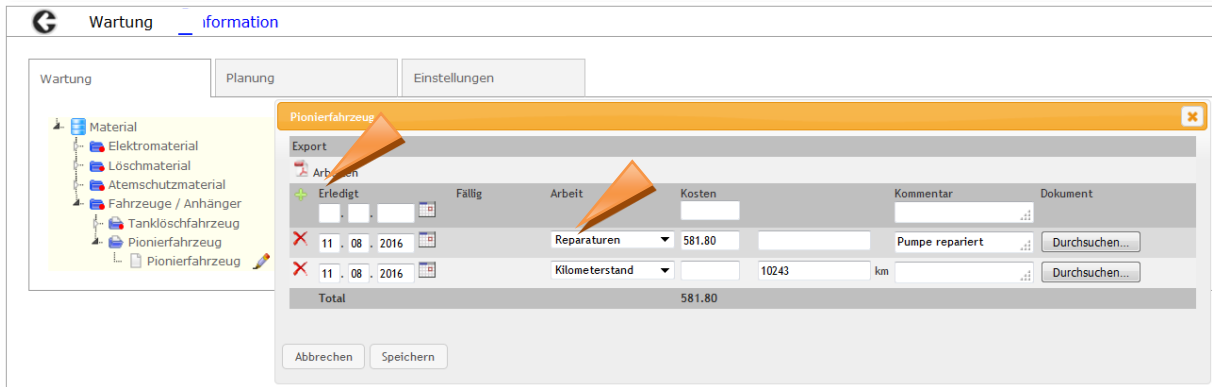 Wartung
Wartung Planung Einstellungen
Material
Elektromaterial
Löschmaterial
Atemschutzmaterial
Fahrzeuge / Anhänger
Tanklöschfahrzeug
Pionierfahrzeug
Pionierfahrzeug
Pionierfahrzeug
Export
Erledigt Fällig Arbeit Kosten Kommentar Dokument
. .
11 . 08 . 2016 Reparaturen 581.80 Pumpe repariert Durchsuchen...
11 . 08 . 2016 Kilometerstand 10243 km Durchsuchen...
Total 581.80
Abbrechen Speichern